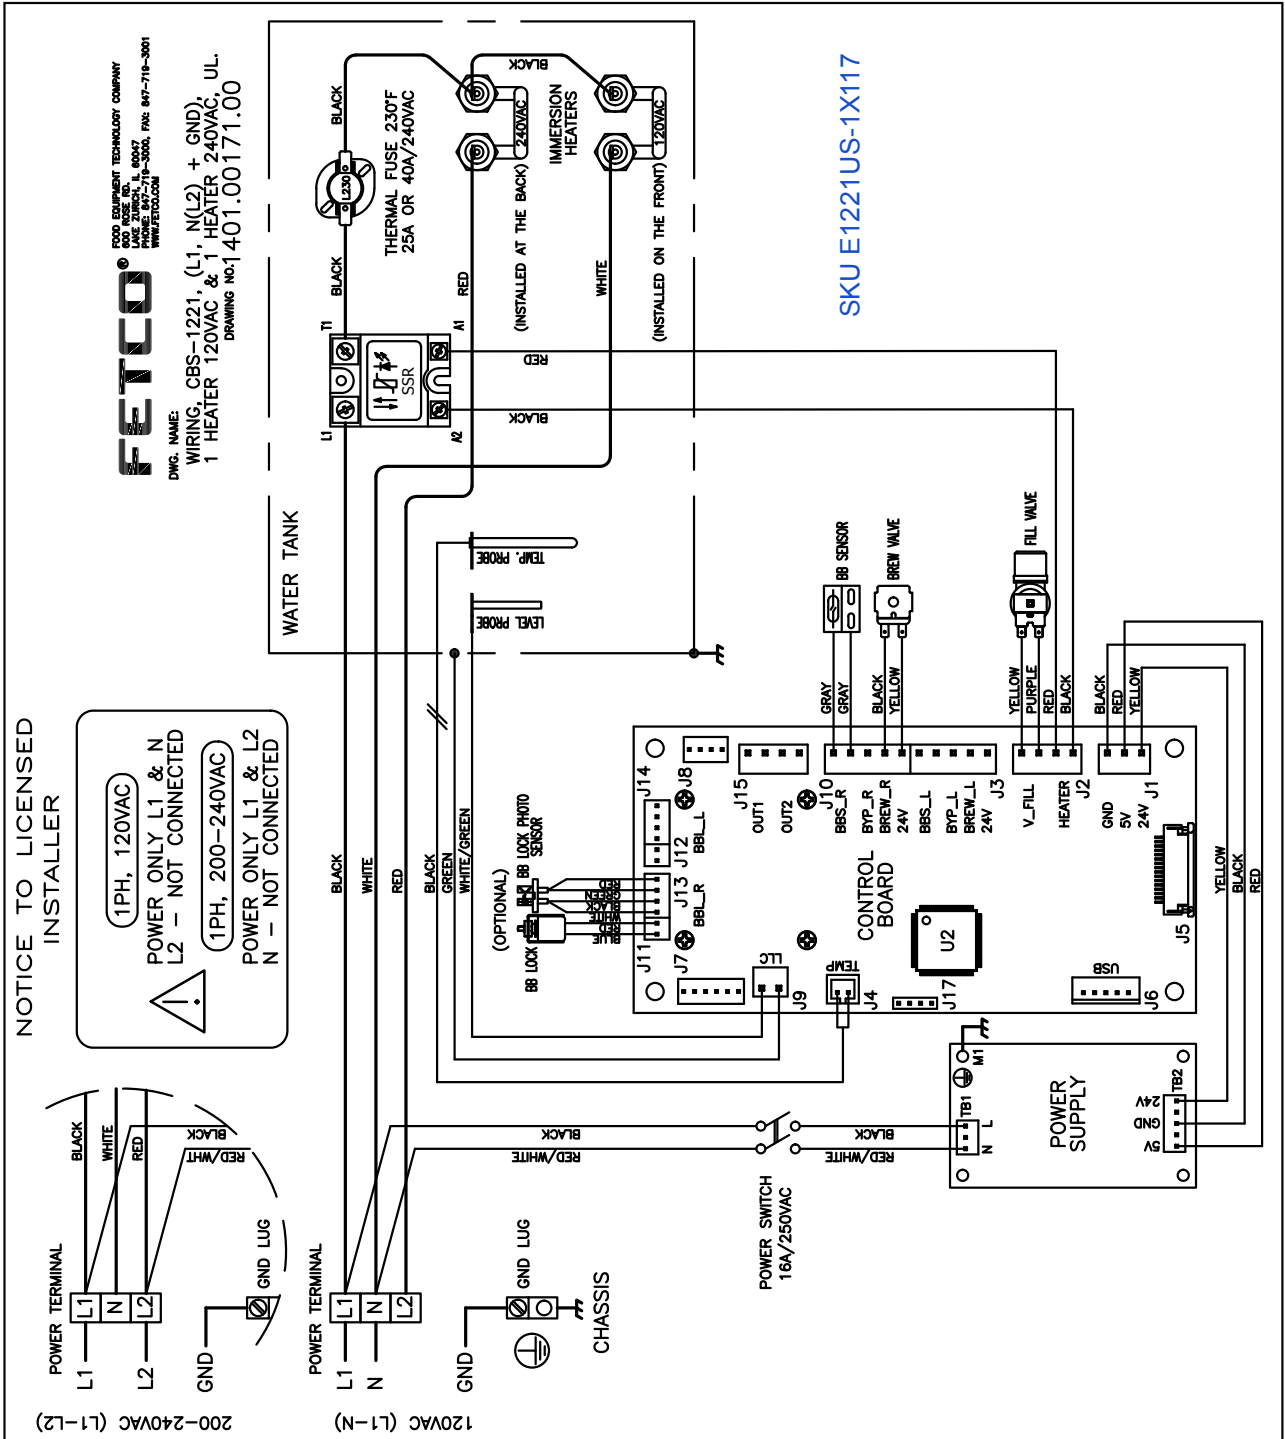 FETCO®
FOOD EQUIPMENT TECHNOLOGY COMPANY
600 ROSE RD.
LAKE ZURICH, IL 60047
PHONE: 847-719-3000, FAX: 847-719-3001
WWW.FETCO.COM
DWG. NAME:
WIRING, CBS-1221, (L1, N(L2) + GND),
1 HEATER 120VAC & 1 HEATER 240VAC, UL.
DRAWING NO. 1401.00171.00
SKU E1221US-1X117
NOTICE TO LICENSED
INSTALLER
1PH, 120VAC
POWER ONLY L1 & N
L2 - NOT CONNECTED
1PH, 200-240VAC
POWER ONLY L1 & L2
N - NOT CONNECTED
!
WATER TANK
BLACK
BLACK
BLACK
L230
THERMAL FUSE 230°F
25A OR 40A/240VAC
240VAC
120VAC
IMMERSION
HEATERS
(INSTALLED AT THE BACK)
(INSTALLED ON THE FRONT)
RED
WHITE
T1
L1
A1
A2
SSR
RED
BLACK
TEMP. PROBE
LEVEL PROBE
BB SENSOR
BREW VALVE
FILL VALVE
GRAY
GRAY
BLACK
YELLOW
YELLOW
PURPLE
RED
BLACK
BLACK
RED
YELLOW
BLACK
WHITE
RED
BLACK
GREEN
WHITE/GREEN
(OPTIONAL)
BB LOCK
BB LOCK PHOTO
SENSOR
RED
GREEN
BLACK
WHITE
RED
BLUE
CONTROL
BOARD
U2
J14
J8
J12
BBL_L
J13
BBL_R
J11
J7
J15
OUT1
OUT2
J10
BBS_R
BYP_R
BREW_R
24V
BBS_L
BYP_L
BREW_L
24V
J3
V_FILL
HEATER
J2
GND
5V
24V
J1
LLC
J9
TEMP
J4
J17
USB
J6
J5
YELLOW
BLACK
RED
POWER
SUPPLY
M1
TB1
L
N
TB2
24V
GND
5V
POWER SWITCH
16A/250VAC
BLACK
RED/WHITE
BLACK
RED/WHITE
POWER TERMINAL
L1
N
L2
L1
L2
GND
GND LUG
BLACK
WHITE
RED
BLACK
RED/WHT
200-240VAC (L1-L2)
POWER TERMINAL
L1
N
L2
L1
N
GND
GND LUG
CHASSIS
120VAC (L1-N)